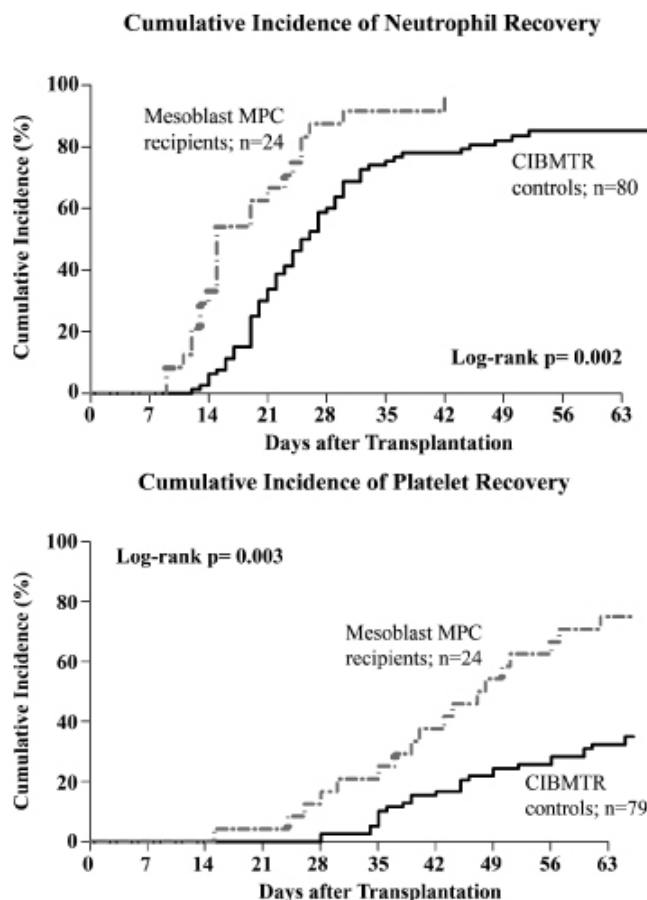 Cumulative Incidence of Neutrophil Recovery
Cumulative Incidence (%)
100
80
60
40
20
0
Mesoblast MPC
recipients; n=24
CIBMTR
controls; n=80
Log-rank p= 0.002
0 7 14 21 28 35 42 49 56 63
Days after Transplantation
Cumulative Incidence of Platelet Recovery
Cumulative Incidence (%)
100
80
60
40
20
0
Log-rank p= 0.003
Mesoblast MPC
recipients; n=24
CIBMTR
controls; n=79
0 7 14 21 28 35 42 49 56 63
Days after Transplantation